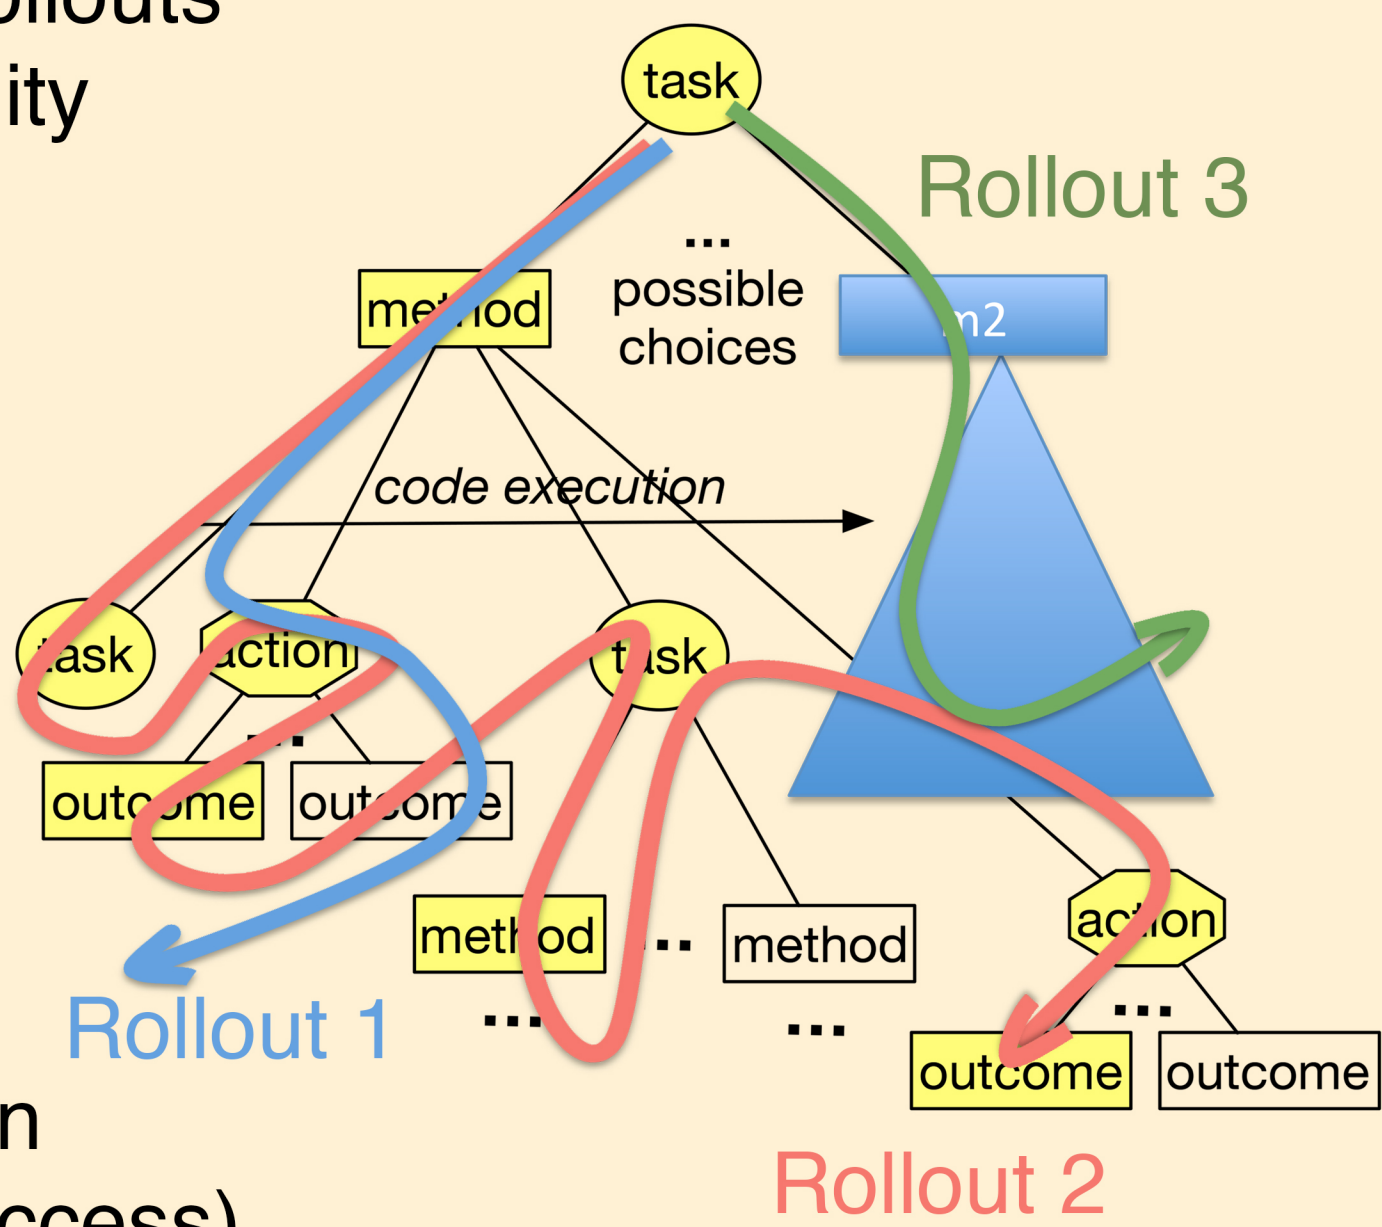 ollouts
ity
task
Rollout 3
...
possible
choices
method
m2
code execution
task
action
task
...
outcome
outcome
method
...
method
action
Rollout 1
...
...
...
outcome
outcome
n
Rollout 2
ccess)